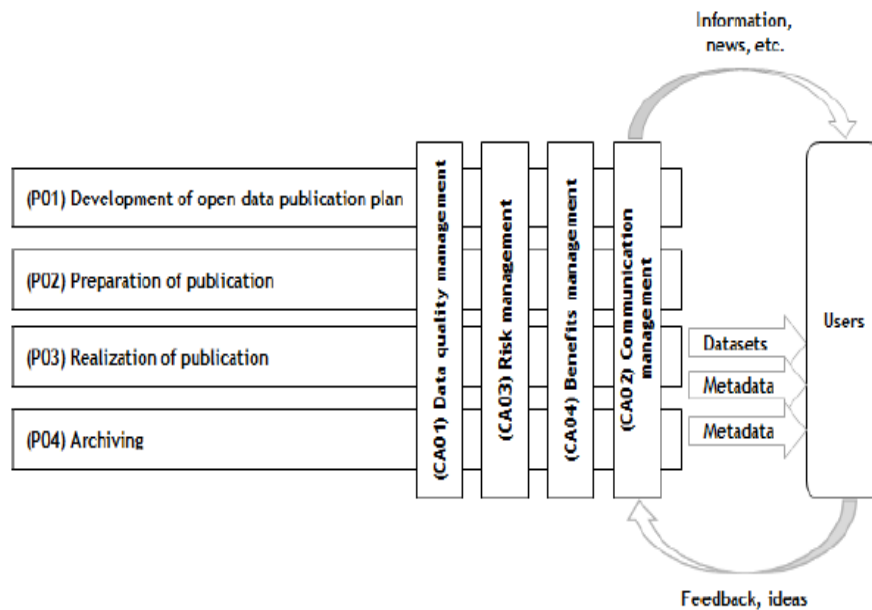 Information,
news, etc.
(P01) Development of open data publication plan
(P02) Preparation of publication
(P03) Realization of publication
(P04) Archiving
(CA01) Data quality management
(CA03) Risk management
(CA04) Benefits management
(CA02) Communication
management
Datasets
Metadata
Metadata
Users
Feedback, ideas